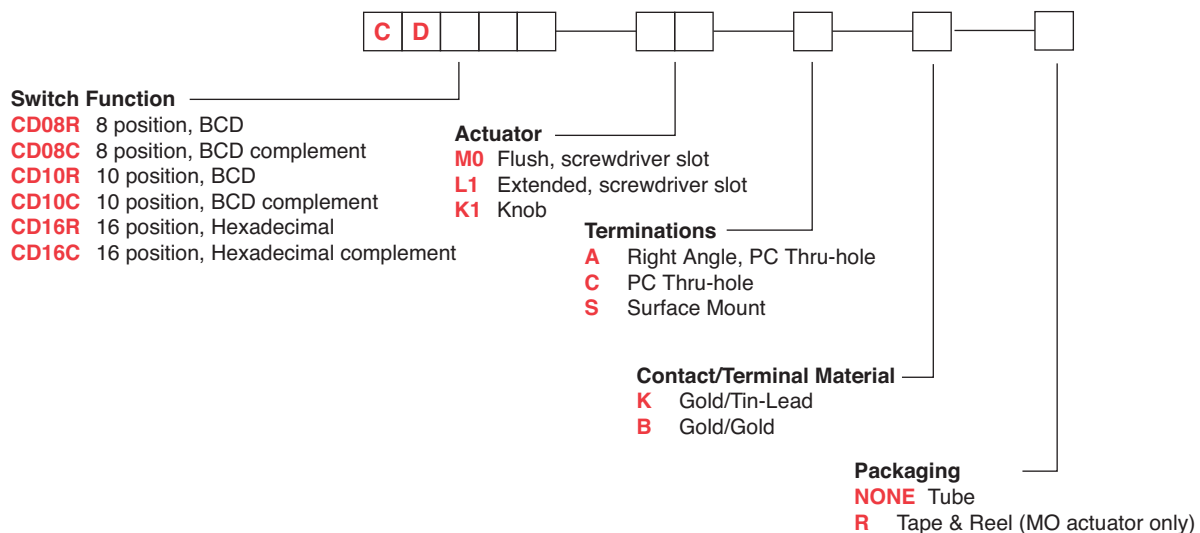 C D
Switch Function
CD08R 8 position, BCD
CD08C 8 position, BCD complement
CD10R 10 position, BCD
CD10C 10 position, BCD complement
CD16R 16 position, Hexadecimal
CD16C 16 position, Hexadecimal complement
Actuator
M0 Flush, screwdriver slot
L1 Extended, screwdriver slot
K1 Knob
Terminations
A Right Angle, PC Thru-hole
C PC Thru-hole
S Surface Mount
Contact/Terminal Material
K Gold/Tin-Lead
B Gold/Gold
Packaging
NONE Tube
R Tape & Reel (MO actuator only)